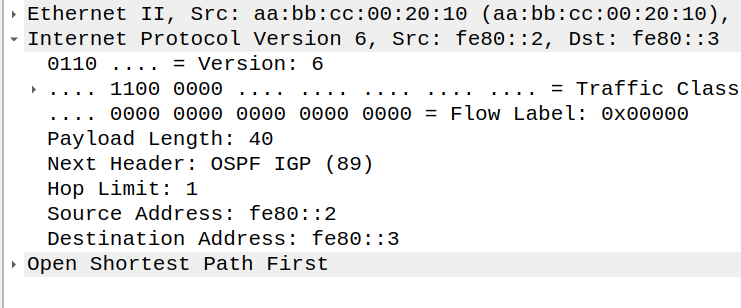 Ethernet II, Src: aa:bb:cc:00:20:10 (aa:bb:cc:00:20:10),
Internet Protocol Version 6, Src: fe80::2, Dst: fe80::3
0110 .... = Version: 6
.... 1100 0000 .... .... .... .... .... = Traffic Class
.... 0000 0000 0000 0000 0000 = Flow Label: 0x00000
Payload Length: 40
Next Header: OSPF IGP (89)
Hop Limit: 1
Source Address: fe80::2
Destination Address: fe80::3
Open Shortest Path First